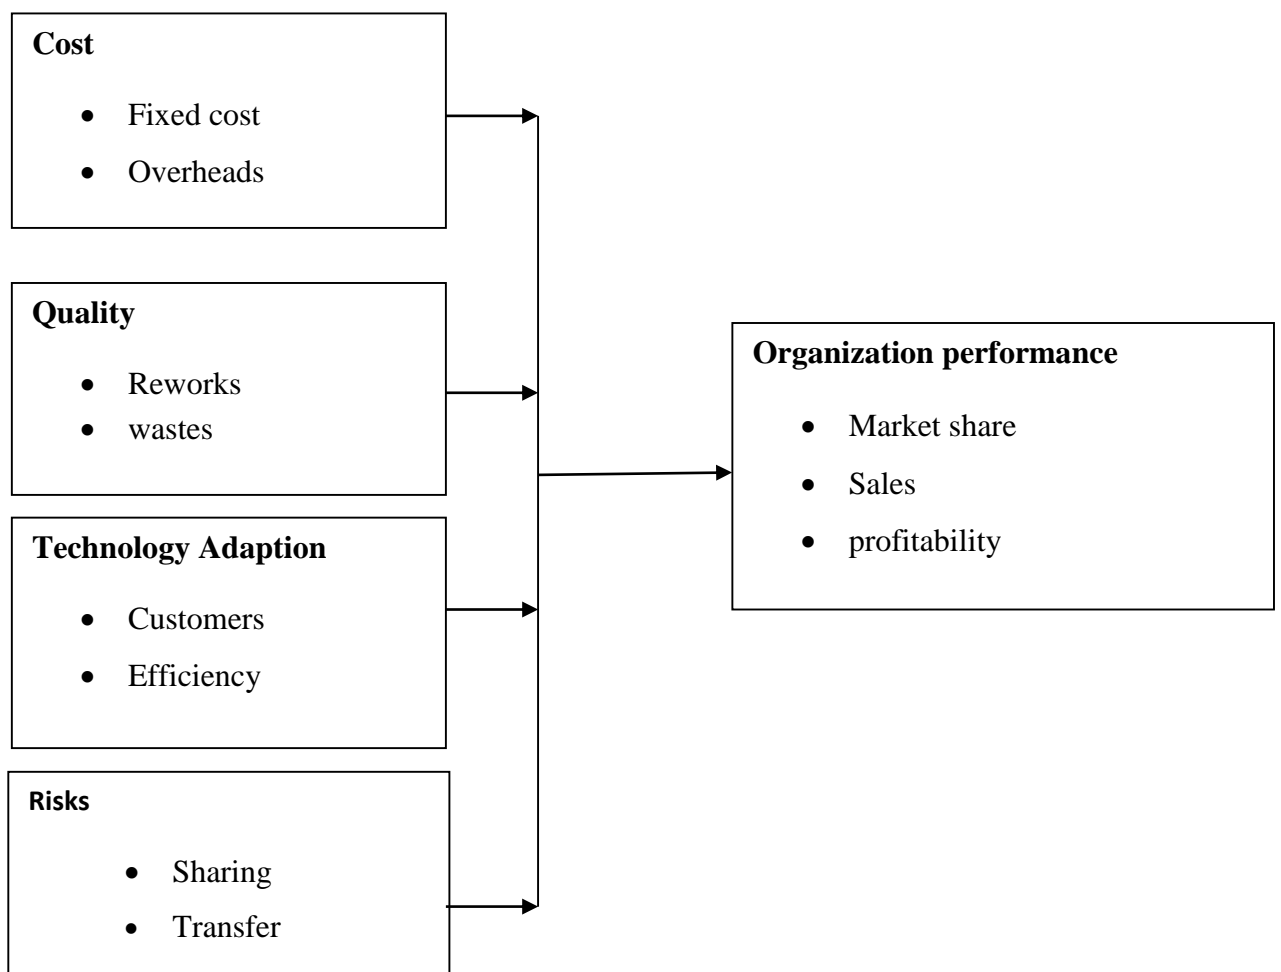 Cost
• Fixed cost
• Overheads
Quality
• Reworks
• wastes
Technology Adaption
• Customers
• Efficiency
Risks
• Sharing
• Transfer
Organization performance
• Market share
• Sales
• profitability